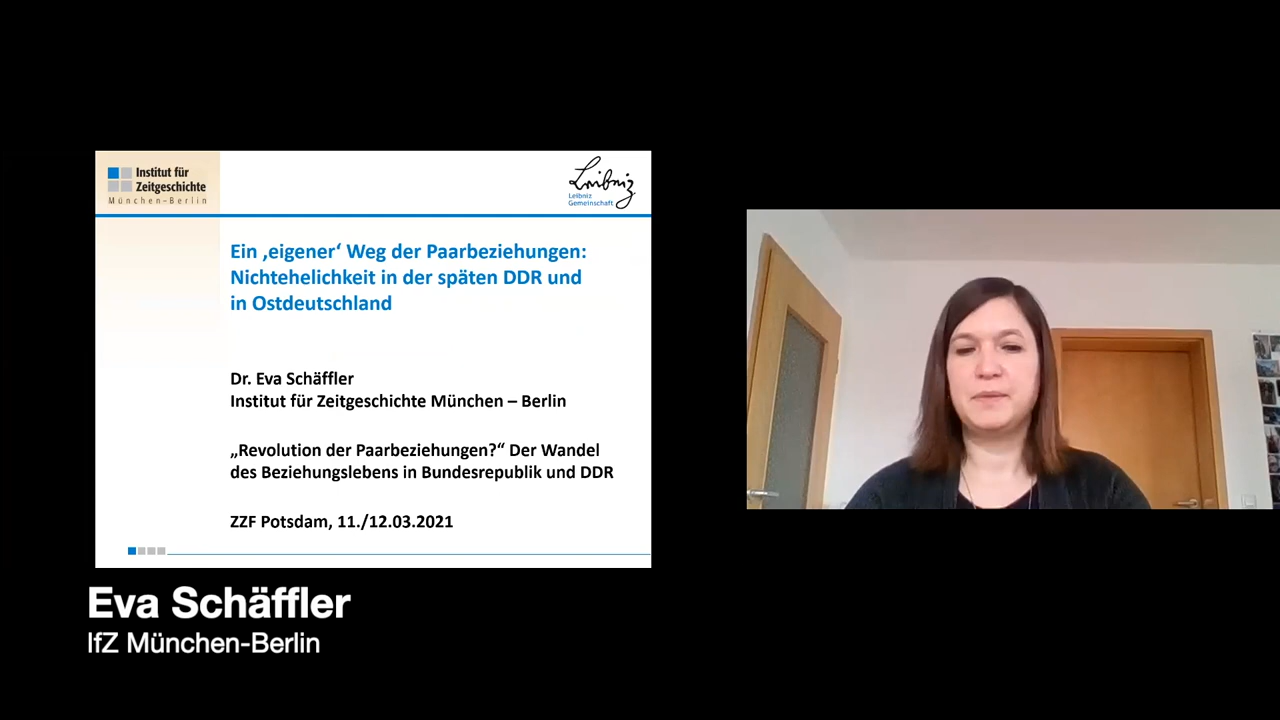 Institut für
Zeitgeschichte
München-Berlin
Leibniz
Leibniz
Gemeinschaft
Ein ‚eigener‘ Weg der Paarbeziehungen:
Nichtehelichkeit in der späten DDR und
in Ostdeutschland
Dr. Eva Schäffler
Institut für Zeitgeschichte München – Berlin
„Revolution der Paarbeziehungen?“ Der Wandel
des Beziehungslebens in Bundesrepublik und DDR
ZZF Potsdam, 11./12.03.2021
Eva Schäffler
IfZ München-Berlin